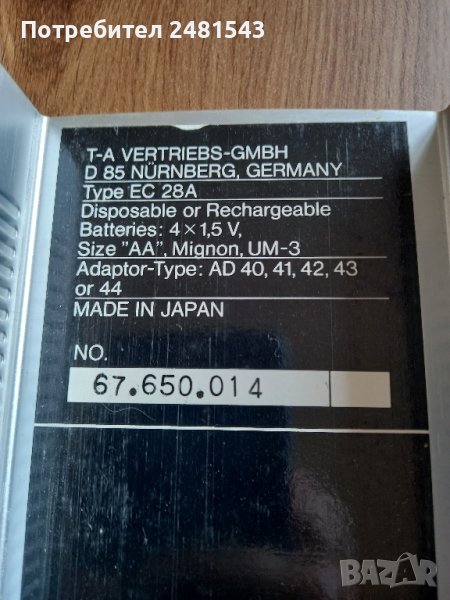 Потребител 2481543
T-A VERTRIEBS-GMBH
D 85 NÜRNBERG, GERMANY
Type EC 28A
Disposable or Rechargeable
Batteries: 4×1,5 V,
Size "AA", Mignon, UM-3
Adaptor-Type: AD 40, 41, 42, 43
or 44
MADE IN JAPAN
NO.
67.650.014
BAZAR